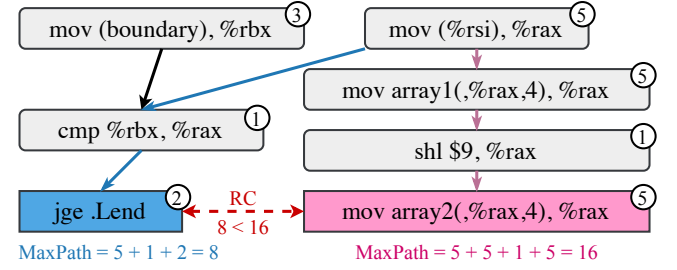 mov (boundary), %rbx
3
mov (%rsi), %rax
5
mov array1(,%rax,4), %rax
5
cmp %rbx, %rax
1
shl $9, %rax
1
jge .Lend
2
RC
8 < 16
mov array2(,%rax,4), %rax
5
MaxPath = 5 + 1 + 2 = 8
MaxPath = 5 + 5 + 1 + 5 = 16